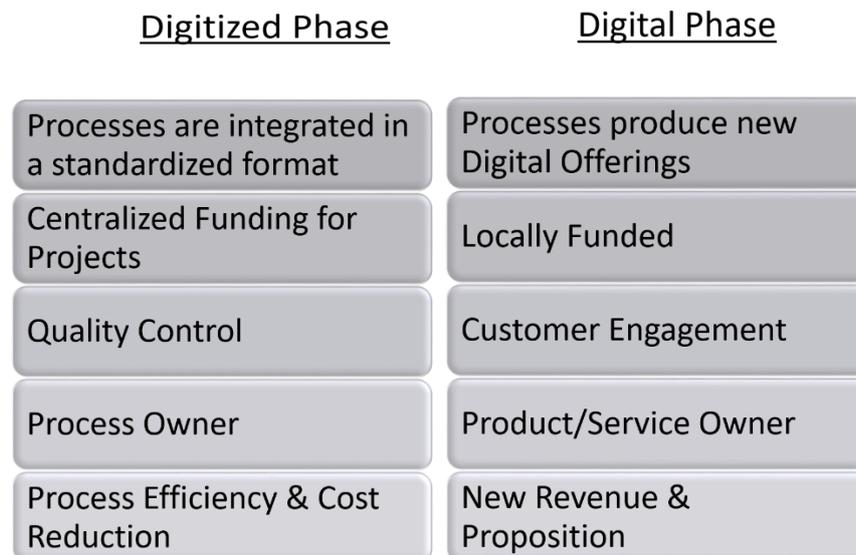 Digitized Phase
Digital Phase
Processes are integrated in
a standardized format
Processes produce new
Digital Offerings
Centralized Funding for
Projects
Locally Funded
Quality Control
Customer Engagement
Process Owner
Product/Service Owner
Process Efficiency & Cost
Reduction
New Revenue &
Proposition